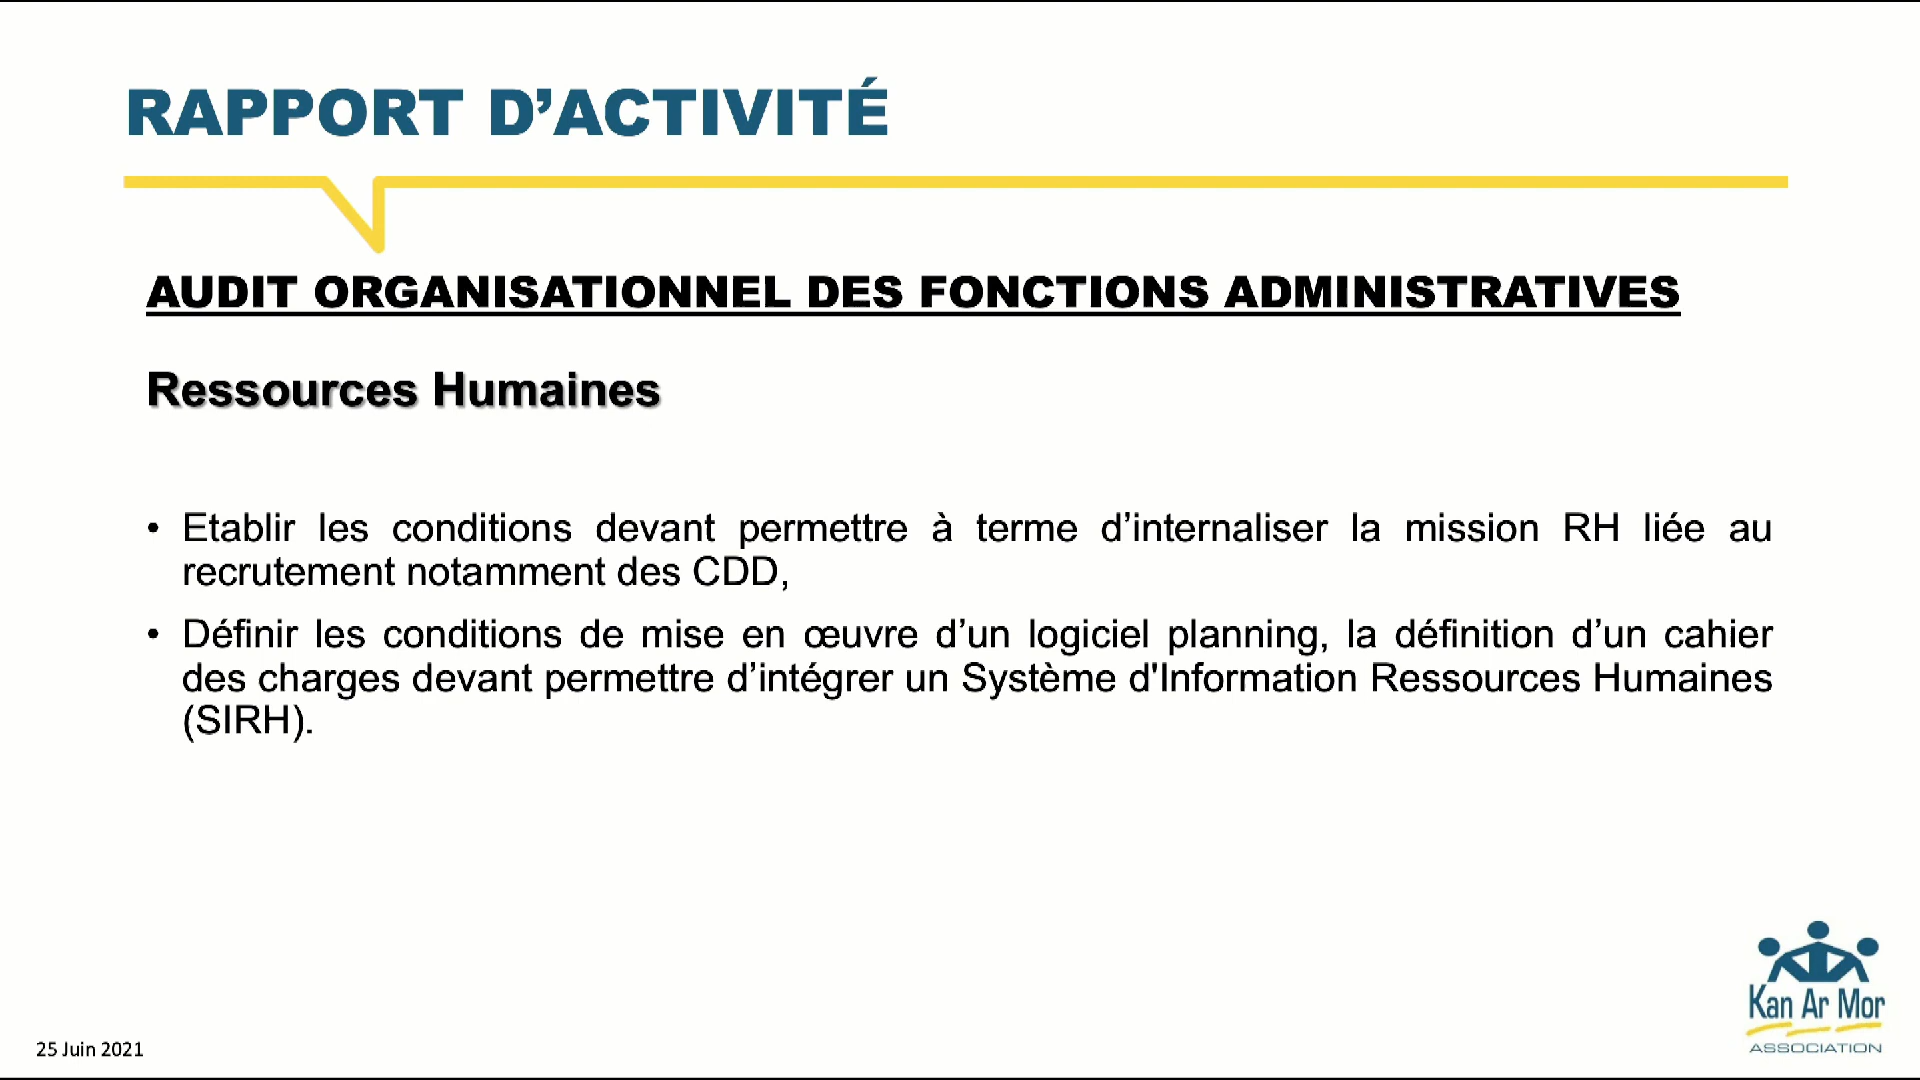 RAPPORT D’ACTIVITÉ
AUDIT ORGANISATIONNEL DES FONCTIONS ADMINISTRATIVES
Ressources Humaines
• Etablir les conditions devant permettre à terme d’internaliser la mission RH liée au
recrutement notamment des CDD,
• Définir les conditions de mise en œuvre d’un logiciel planning, la définition d’un cahier
des charges devant permettre d’intégrer un Système d'Information Ressources Humaines
(SIRH).
Kan Ar Mor
ASSOCIATION
25 Juin 2021